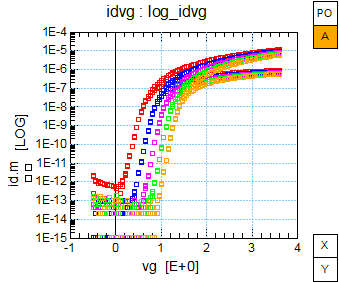 idvg : log_idvg
PO
A
1E-4
1E-5
1E-6
1E-7
1E-8
1E-9
1E-10
1E-11
1E-12
1E-13
1E-14
1E-15
id.m [LOG]
-1 0 1 2 3 4
vg [E+0]
X
Y